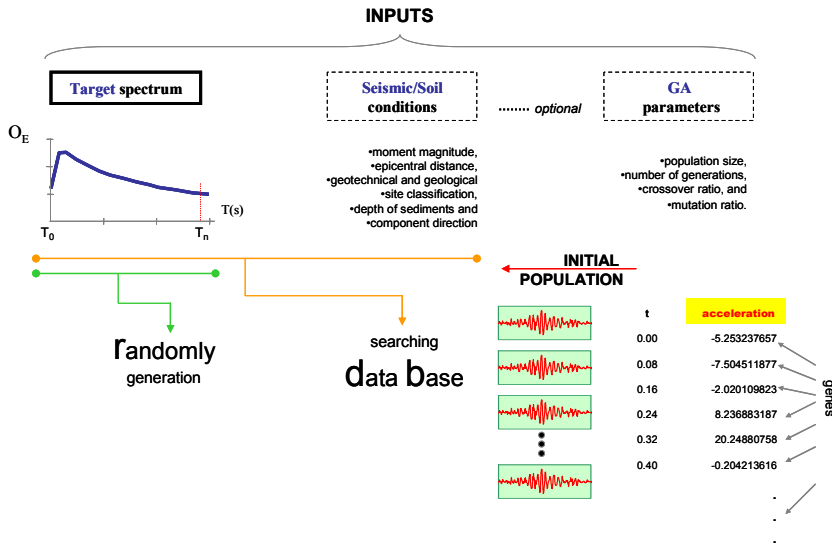 INPUTS
Target spectrum
Seismic/Soil
conditions
optional
GA
parameters
O_E
T(s)
T_0
T_n
•moment magnitude,
•epicentral distance,
•geotechnical and geological
•site classification,
•depth of sediments and
•component direction
•population size,
•number of generations,
•crossover ratio, and
•mutation ratio.
INITIAL
POPULATION
randomly
generation
searching
data base
t acceleration
0.00 -5.253237657
0.08 -7.504511877
0.16 -2.020109823
0.24 8.236883187
0.32 20.24880758
0.40 -0.204213616
.
.
.
genes